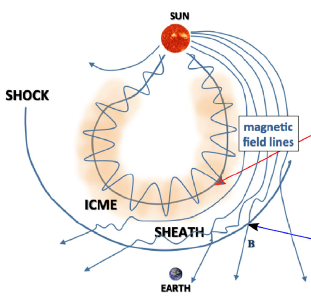 SUN
SHOCK
magnetic
field lines
ICME
SHEATH
B
EARTH